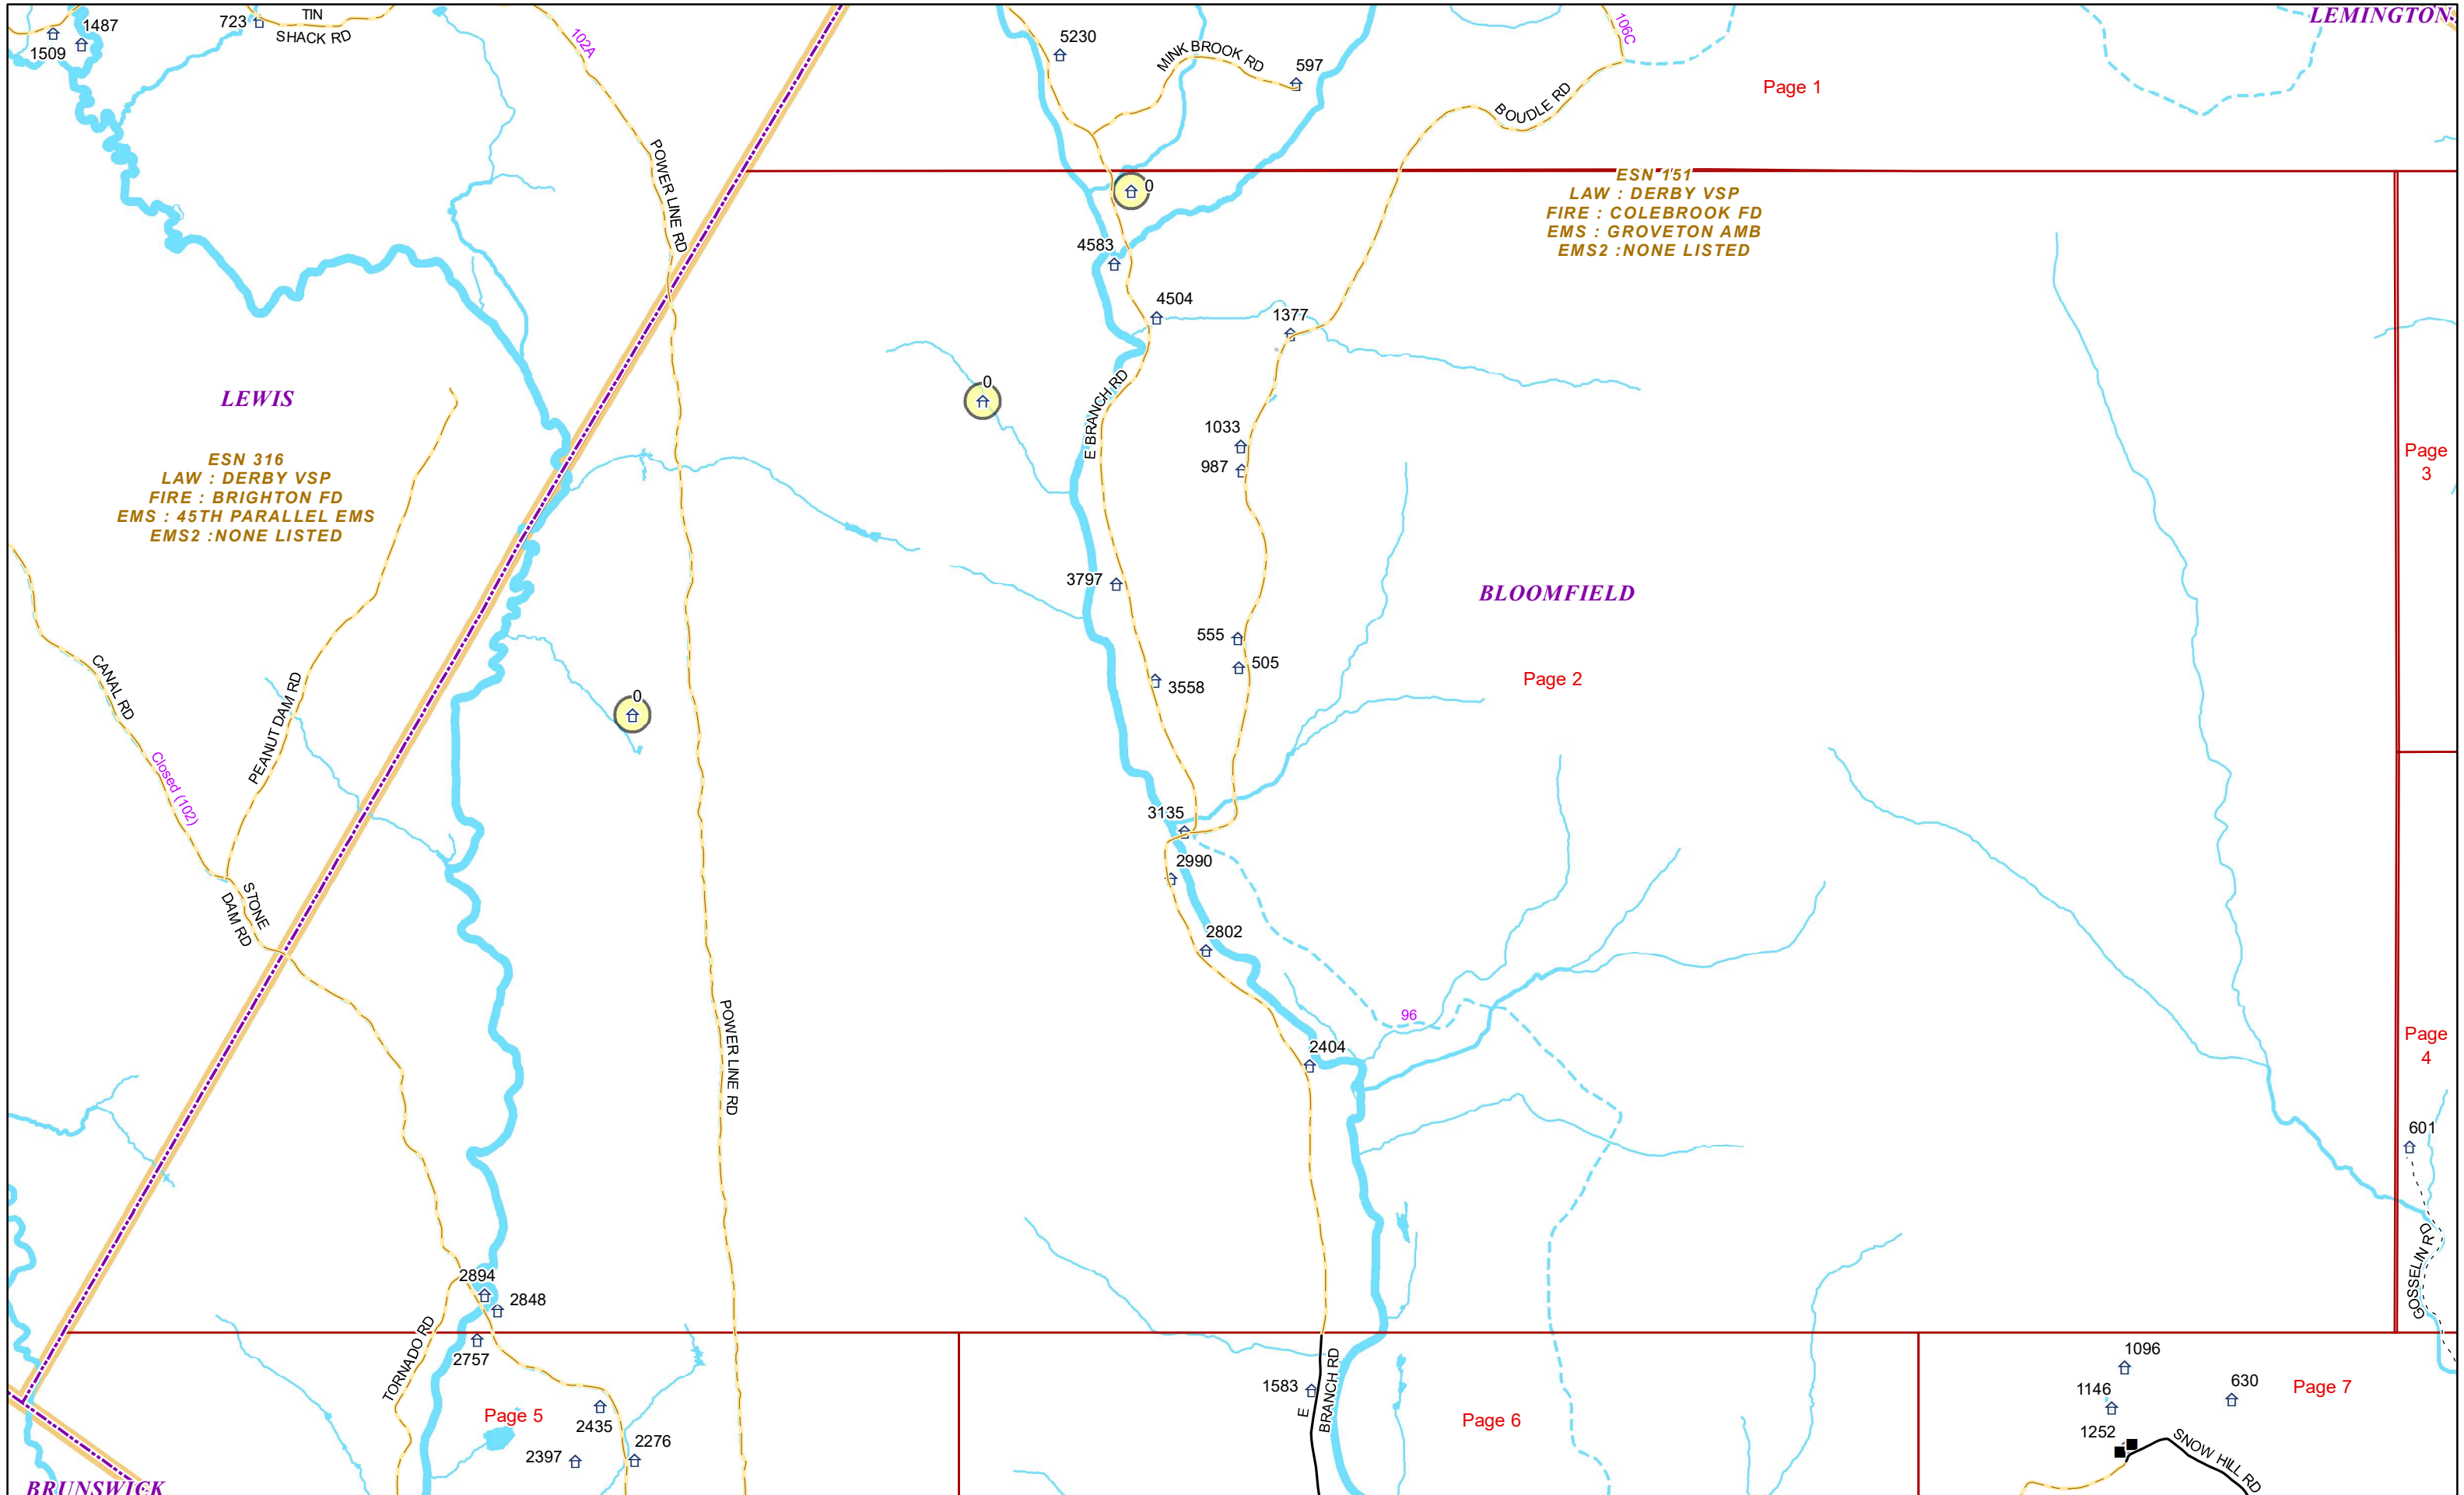 LEMINGTON
1487
723
TIN
SHACK RD
1509
102A
5230
MINK BROOK RD
597
106C
BOUDLE RD
Page 1
POWER LINE RD
0
ESN 151
LAW : DERBY VSP
FIRE : COLEBROOK FD
EMS : GROVETON AMB
EMS2 :NONE LISTED
4583
4504
1377
0
LEWIS
E BRANCH RD
1033
987
Page
3
ESN 316
LAW : DERBY VSP
FIRE : BRIGHTON FD
EMS : 45TH PARALLEL EMS
EMS2 :NONE LISTED
3797
BLOOMFIELD
555
505
3558
Page 2
CANAL RD
PEANUT DAM RD
0
Closed (102)
3135
2990
STONE
DAM RD
2802
POWER LINE RD
96
2404
Page
4
601
GOSSELIN RD
2894
2848
TORNADO RD
2757
1583
E
BRANCH RD
1096
1146
630
Page 7
Page 5
2435
Page 6
2397
2276
1252
SNOW HILL RD
BRUNSWICK